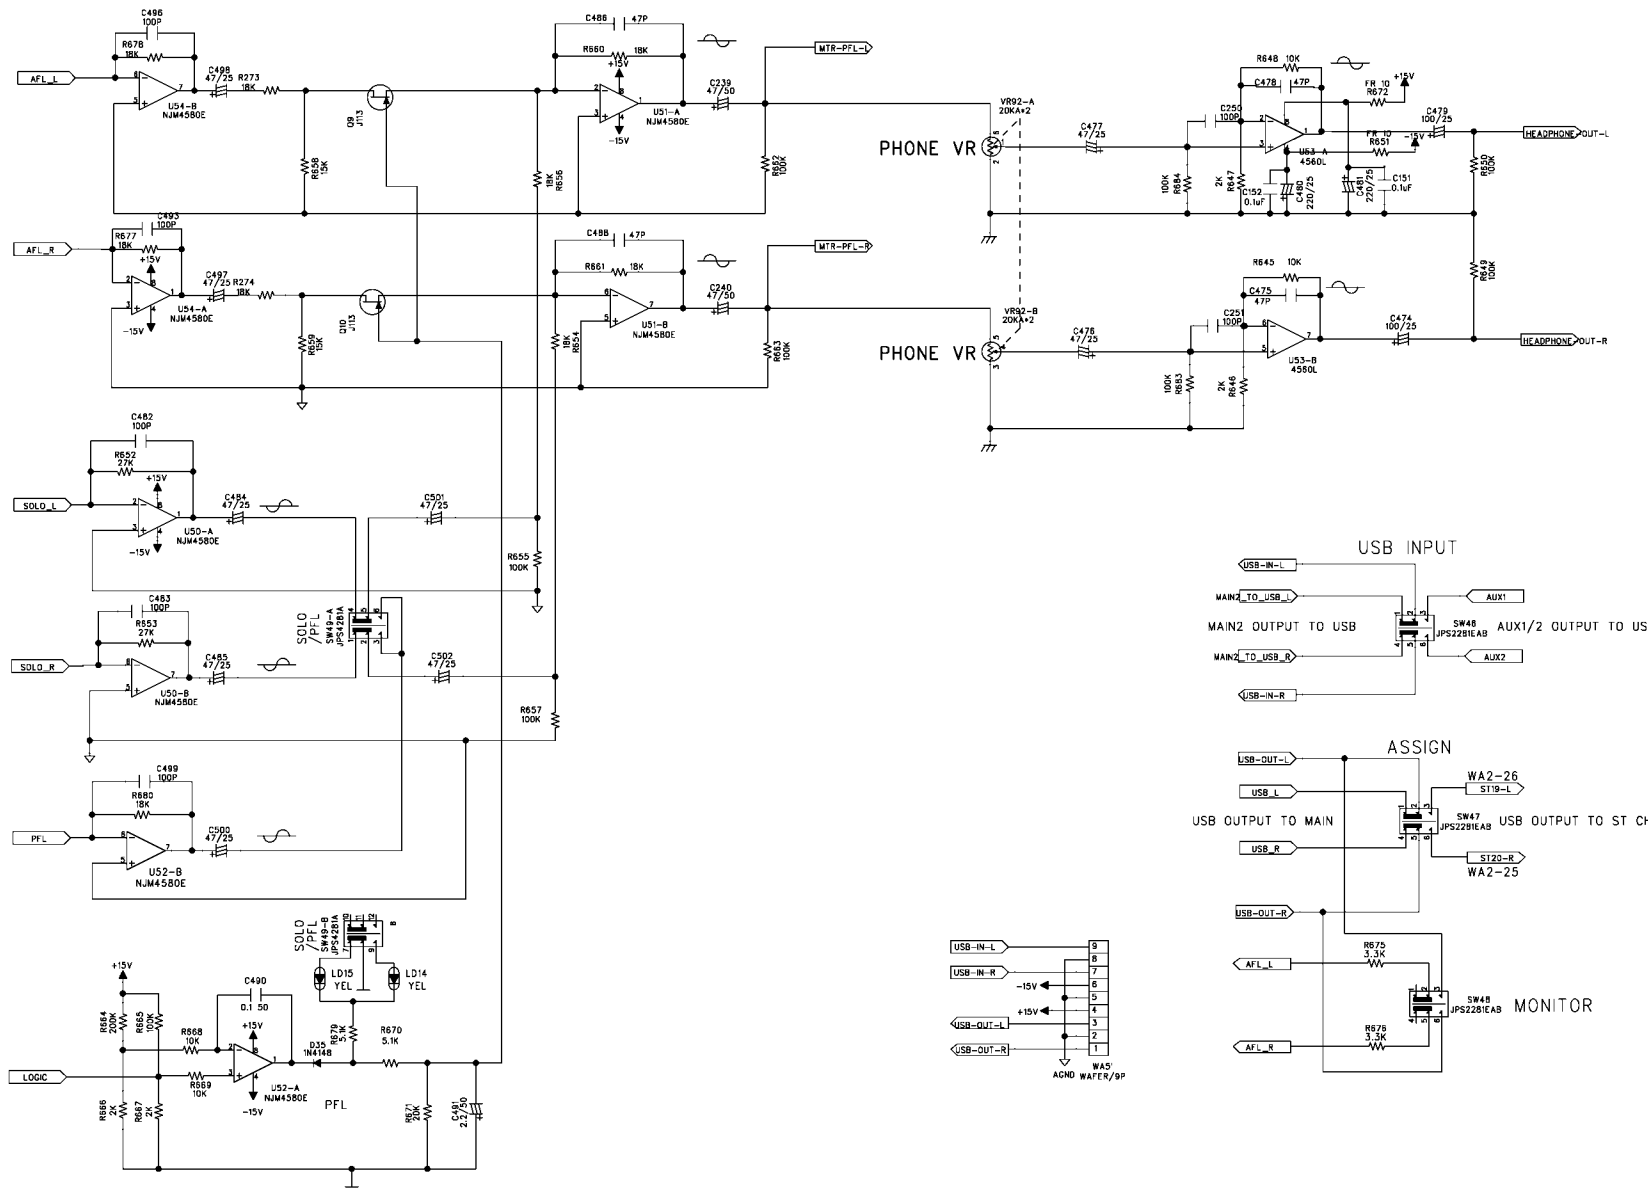 C496
100P
R678
18K
AFL_L
U54-B
NJM4580E
C498
47/25
R273
18K
Q9
J113
R658
15K
C486
47P
R660
18K
+15V
-15V
U51-A
NJM4580E
C239
47/50
18K
R656
R662
100K
MTR-PFL-L
VR92-A
20KA*2
PHONE VR
C477
47/25
R648 10K
C478 47P
C250
100P
FR 10
R672
+15V
FR 10
R651
-15V
U53-A
4560L
100K
R684
2K
R647
C152
0.1uF
C480
220/25
C481
220/25
C151
0.1uF
C479
100/25
R650
100K
HEADPHONE-OUT-L
C493
100P
R677
18K
+15V
AFL_R
-15V
U54-A
NJM4580E
C497
47/25
R274
18K
Q10
J113
R659
15K
C488
47P
R661
18K
U51-B
NJM4580E
C240
47/50
18K
R654
R663
100K
MTR-PFL-R
VR92-B
20KA*2
PHONE VR
C476
47/25
R645 10K
C475
47P
C251
100P
U53-B
4560L
100K
R683
2K
R646
R649
100K
C474
100/25
HEADPHONE-OUT-R
C482
100P
R652
27K
+15V
SOLO_L
-15V
U50-A
NJM4580E
C484
47/25
C501
47/25
R655
100K
C483
100P
R653
27K
SOLO_R
U50-B
NJM4580E
C485
47/25
SOLO
/PFL
SW49-A
JPS4281A
C502
47/25
R657
100K
C499
100P
R680
18K
PFL
U52-B
NJM4580E
C500
47/25
SOLO
/PFL
SW49-B
JPS4281A
LD15
YEL
LD14
YEL
+15V
R664
200K
R665
100K
R668
10K
C490
0.1 50
+15V
R669
10K
LOGIC
-15V
U52-A
NJM4580E
D35
1N4148
R679
5.1K
R670
5.1K
PFL
R666
2K
R667
2K
R671
20K
C491
2.2/50
USB INPUT
USB-IN-L
MAIN2_TO_USB_L
AUX1
MAIN2 OUTPUT TO USB
SW46
JPS2281EAB
AUX1/2 OUTPUT TO US
MAIN2_TO_USB_R
AUX2
USB-IN-R
ASSIGN
USB-OUT-L
WA2-26
ST19-L
USB_L
USB OUTPUT TO MAIN
SW47
JPS2281EAB
USB OUTPUT TO ST CH
USB_R
ST20-R
WA2-25
USB-OUT-R
R675
3.3K
AFL_L
SW48
JPS2281EAB
MONITOR
R676
3.3K
AFL_R
USB-IN-L 9
8
USB-IN-R 7
-15V 6
5
+15V 4
USB-OUT-L 3
2
USB-OUT-R 1
AGND
WA5'
WAFER/9P